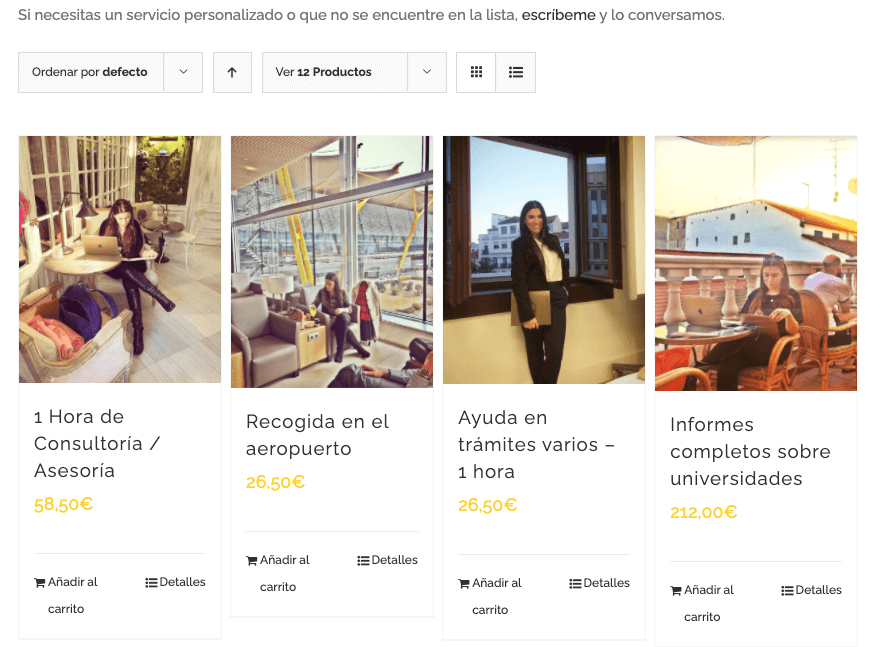 Si necesitas un servicio personalizado o que no se encuentre en la lista, escríbeme y lo conversamos.
Ordenar por defecto
Ver 12 Productos
1 Hora de
Consultoría /
Asesoría
58,50€
Añadir al
carrito
Detalles
Recogida en el
aeropuerto
26,50€
Añadir al
carrito
Detalles
Ayuda en
trámites varios –
1 hora
26,50€
Añadir al
carrito
Detalles
Informes
completos sobre
universidades
212,00€
Añadir al
carrito
Detalles